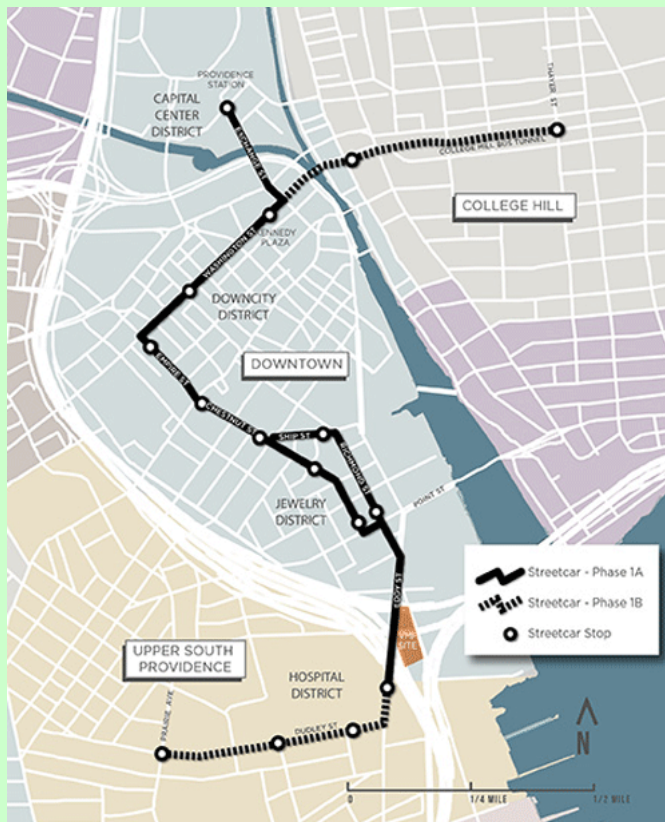 PROVIDENCE
STATION
CAPITAL
CENTER
DISTRICT
THAYER ST
EXCHANGE ST
COLLEGE HILL BUS TUNNEL
COLLEGE HILL
KENNEDY
PLAZA
WASHINGTON ST
DOWNCITY
DISTRICT
EMPIRE ST
DOWNTOWN
CHESTNUT ST
SHIP ST
RICHMOND ST
JEWELRY
DISTRICT
POINT ST
EDDY ST
Streetcar - Phase 1A
Streetcar - Phase 1B
Streetcar Stop
SITE
UPPER SOUTH
PROVIDENCE
HOSPITAL
DISTRICT
PRAIRIE AVE
DUDLEY ST
N
0
1/4 MILE
1/2 MILE